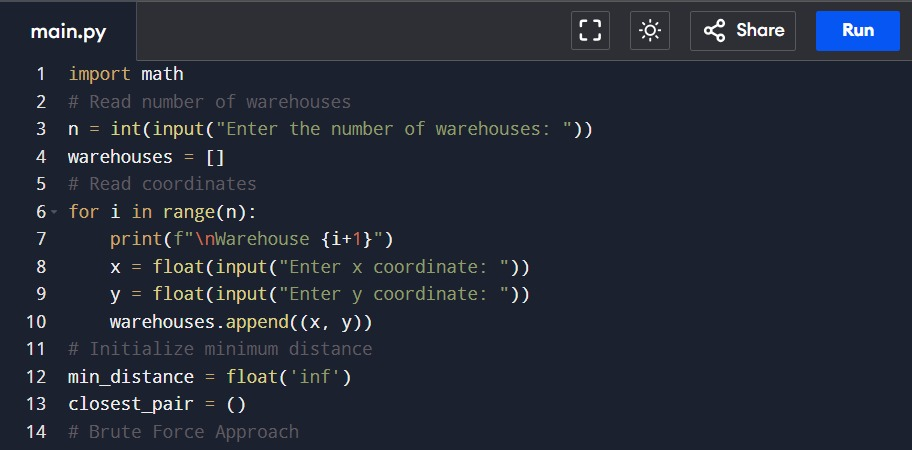 main.py
Share
Run
1 import math
2 # Read number of warehouses
3 n = int(input("Enter the number of warehouses: "))
4 warehouses = []
5 # Read coordinates
6 for i in range(n):
7     print(f"\nWarehouse {i+1}")
8     x = float(input("Enter x coordinate: "))
9     y = float(input("Enter y coordinate: "))
10     warehouses.append((x, y))
11 # Initialize minimum distance
12 min_distance = float('inf')
13 closest_pair = ()
14 # Brute Force Approach